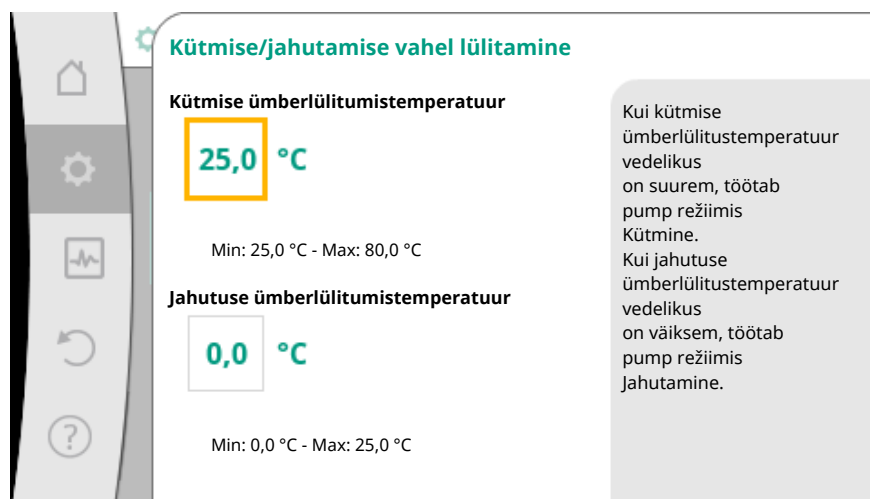 Kütmise/jahutamise vahel lülitamine
Kütmise ümberlülitumistemperatuur
25,0 °C
Min: 25,0 °C - Max: 80,0 °C
Jahutuse ümberlülitumistemperatuur
0,0 °C
Min: 0,0 °C - Max: 25,0 °C
Kui kütmise
ümberlülitustemperatuur
vedelikus
on suurem, töötab
pump režiimis
Kütmine.
Kui jahutuse
ümberlülitustemperatuur
vedelikus
on väiksem, töötab
pump režiimis
Jahutamine.
?